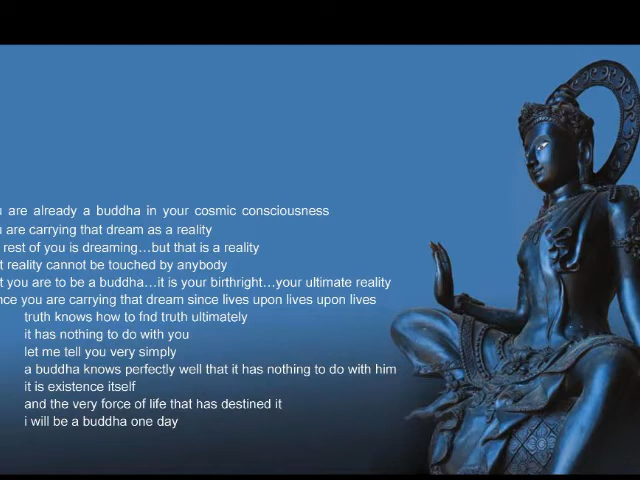 u are already a buddha in your cosmic consciousness
u are carrying that dream as a reality
rest of you is dreaming...but that is a reality
t reality cannot be touched by anybody
t you are to be a buddha...it is your birthright...your ultimate reality
nce you are carrying that dream since lives upon lives upon lives
truth knows how to fnd truth ultimately
it has nothing to do with you
let me tell you very simply
a buddha knows perfectly well that it has nothing to do with him
it is existence itself
and the very force of life that has destined it
i will be a buddha one day